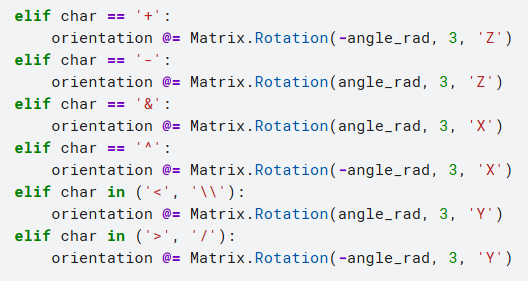 elif char == '+':
    orientation @= Matrix.Rotation(-angle_rad, 3, 'Z')
elif char == '-':
    orientation @= Matrix.Rotation(angle_rad, 3, 'Z')
elif char == '&':
    orientation @= Matrix.Rotation(angle_rad, 3, 'X')
elif char == '^':
    orientation @= Matrix.Rotation(-angle_rad, 3, 'X')
elif char in ('<', '\\'):
    orientation @= Matrix.Rotation(angle_rad, 3, 'Y')
elif char in ('>', '/'):
    orientation @= Matrix.Rotation(-angle_rad, 3, 'Y')